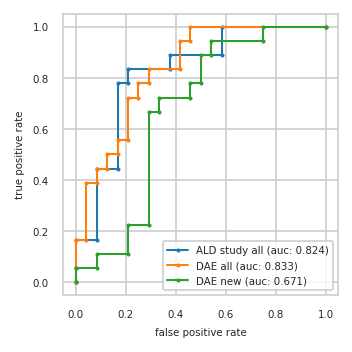 1.0
0.8
0.6
0.4
0.2
0.0
true positive rate
ALD study all (auc: 0.824)
DAE all (auc: 0.833)
DAE new (auc: 0.671)
0.0 0.2 0.4 0.6 0.8 1.0
false positive rate